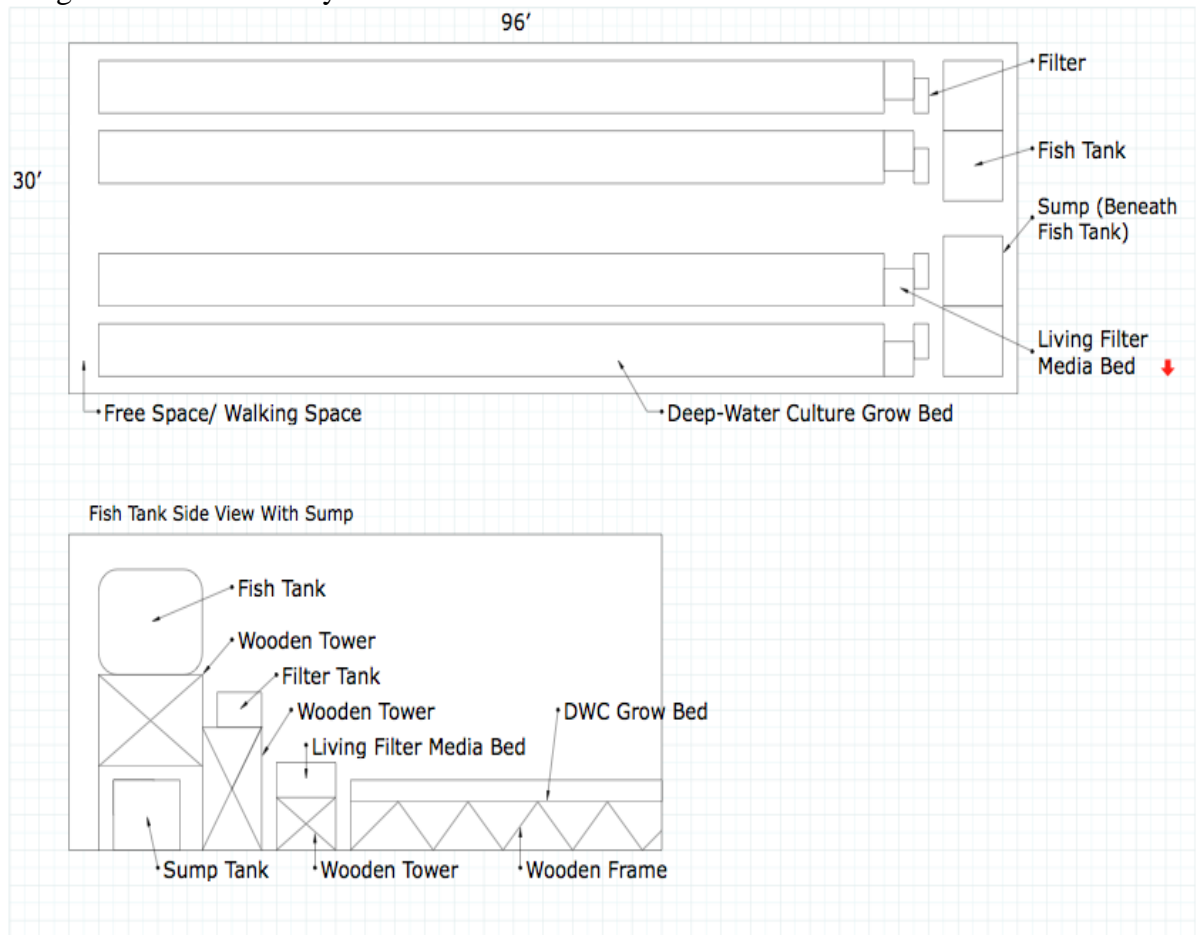 96’
Filter
Fish Tank
30’
Sump (Beneath
Fish Tank)
Living Filter
Media Bed
Free Space/ Walking Space
Deep-Water Culture Grow Bed
Fish Tank Side View With Sump
Fish Tank
Wooden Tower
Filter Tank
Wooden Tower
DWC Grow Bed
Living Filter Media Bed
Sump Tank
Wooden Tower
Wooden Frame